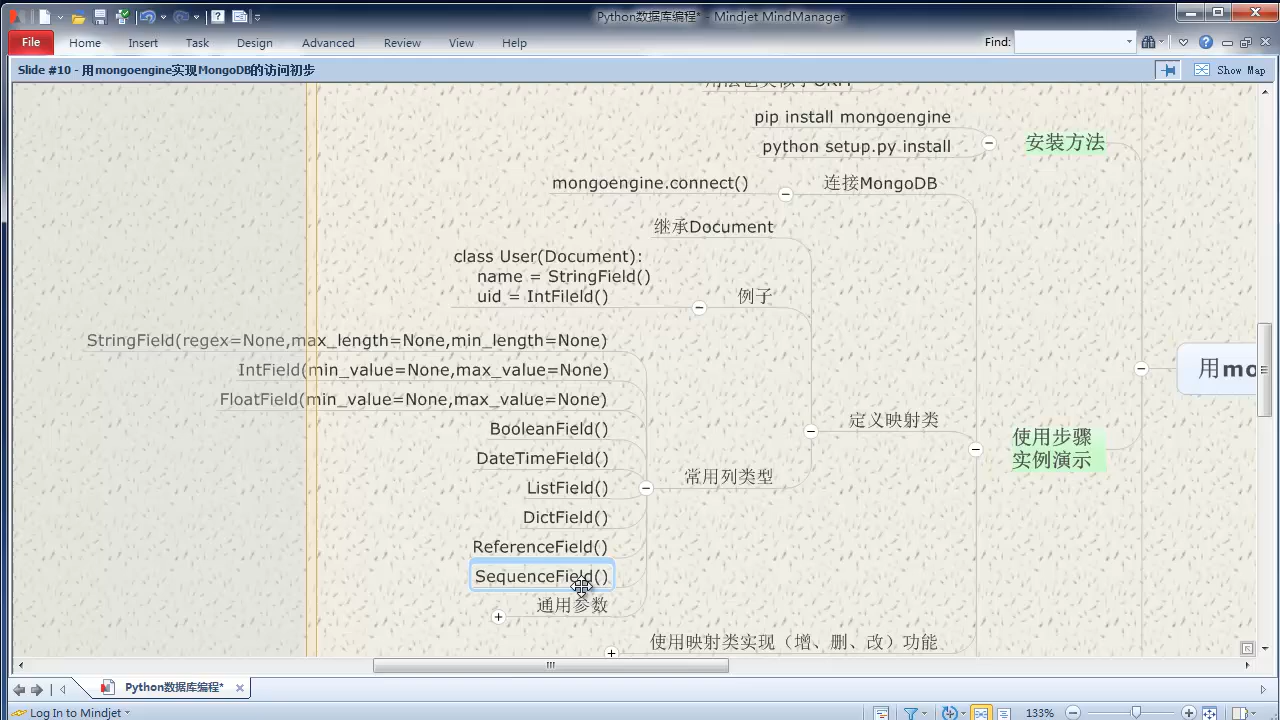 Python数据库编程* - Mindjet MindManager
File
Home
Insert
Task
Design
Advanced
Review
View
Help
Find:
Slide #10 - 用mongoengine实现MongoDB的访问初步
Show Map
pip install mongoengine
python setup.py install
安装方法
mongoengine.connect()
连接MongoDB
继承Document
class User(Document):
name = StringField()
uid = IntFileld()
例子
StringField(regex=None,max_length=None,min_length=None)
IntField(min_value=None,max_value=None)
FloatField(min_value=None,max_value=None)
BooleanField()
DateTimeField()
ListField()
DictField()
ReferenceField()
SequenceField()
通用参数
常用列类型
定义映射类
使用步骤
实例演示
用mo
使用映射类实现（增、删、改）功能
Python数据库编程*
Log In to Mindjet
133%